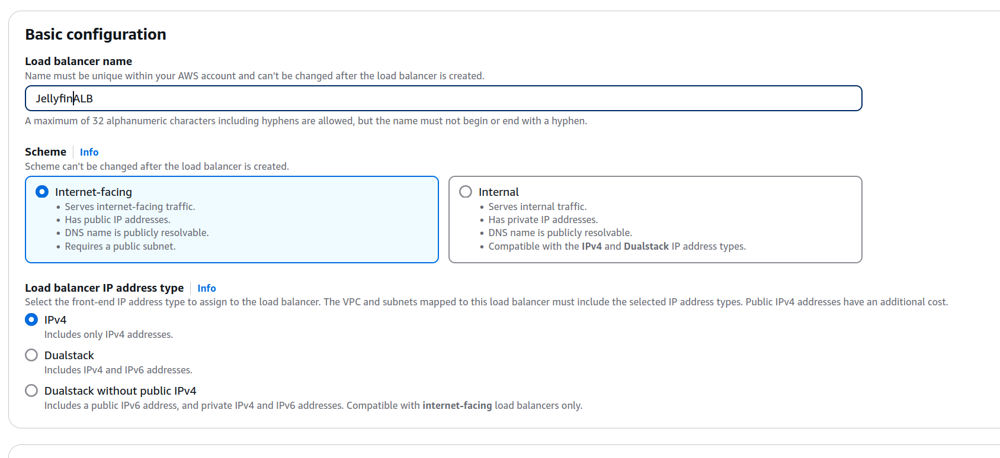 Basic configuration
Load balancer name
Name must be unique within your AWS account and can't be changed after the load balancer is created.
JellyfinALB
A maximum of 32 alphanumeric characters including hyphens are allowed, but the name must not begin or end with a hyphen.
Scheme Info
Scheme can't be changed after the load balancer is created.
Internet-facing
• Serves internet-facing traffic.
• Has public IP addresses.
• DNS name is publicly resolvable.
• Requires a public subnet.
Internal
• Serves internal traffic.
• Has private IP addresses.
• DNS name is publicly resolvable.
• Compatible with the IPv4 and Dualstack IP address types.
Load balancer IP address type Info
Select the front-end IP address type to assign to the load balancer. The VPC and subnets mapped to this load balancer must include the selected IP address types. Public IPv4 addresses have an additional cost.
IPv4
Includes only IPv4 addresses.
Dualstack
Includes IPv4 and IPv6 addresses.
Dualstack without public IPv4
Includes a public IPv6 address, and private IPv4 and IPv6 addresses. Compatible with internet-facing load balancers only.